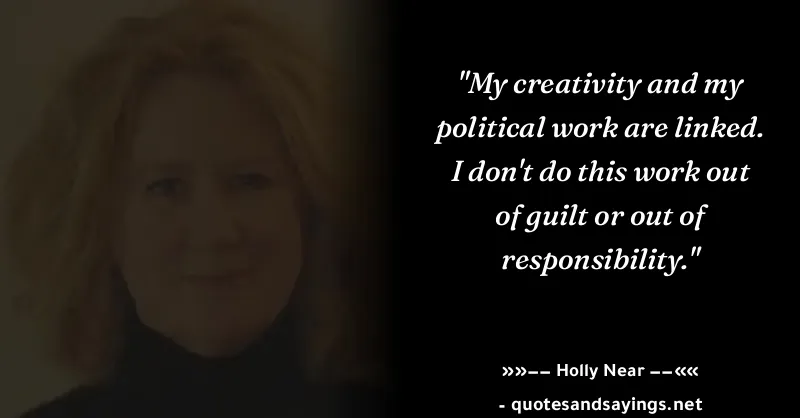 "My creativity and my
political work are linked.
I don't do this work out
of guilt or out of
responsibility."
»»−− Holly Near −−««
- quotesandsayings.net